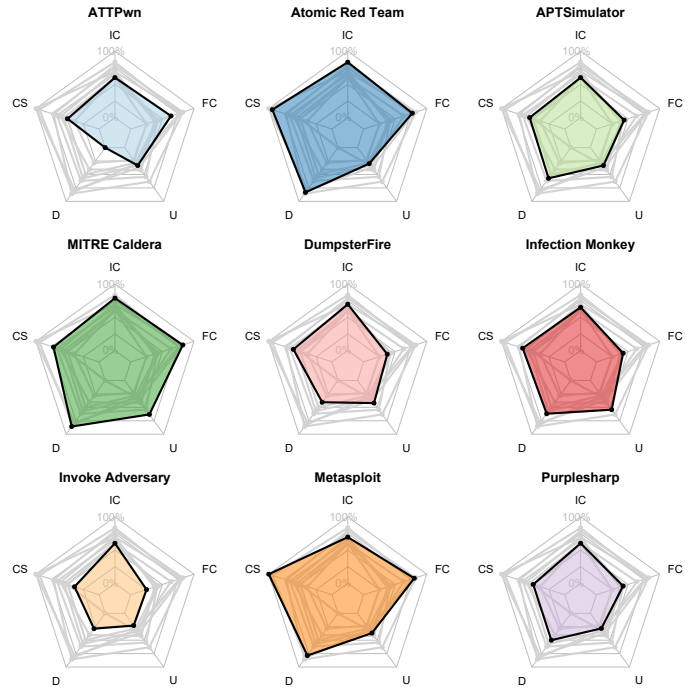 ATTPwn
IC
100%
CS
FC
0%
D
U
Atomic Red Team
IC
100%
CS
FC
0%
D
U
APTSimulator
IC
100%
CS
FC
0%
D
U
MITRE Caldera
IC
100%
CS
FC
0%
D
U
DumpsterFire
IC
100%
CS
FC
0%
D
U
Infection Monkey
IC
100%
CS
FC
0%
D
U
Invoke Adversary
IC
100%
CS
FC
0%
D
U
Metasploit
IC
100%
CS
FC
0%
D
U
Purplesharp
IC
100%
CS
FC
0%
D
U